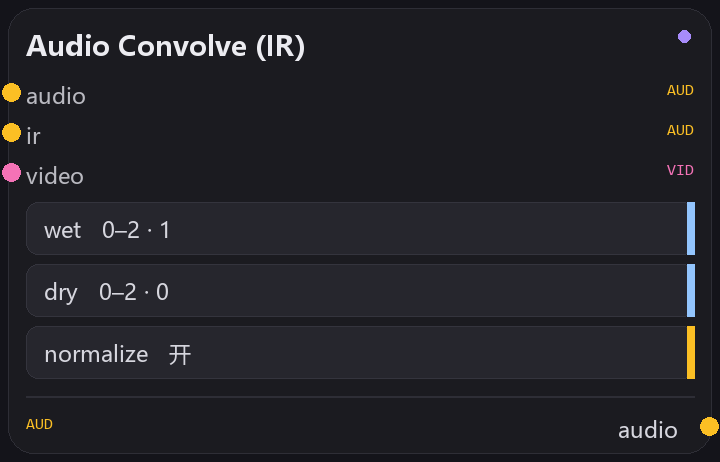 Audio Convolve (IR)
audio AUD
ir AUD
video VID
wet 0–2 · 1
dry 0–2 · 0
normalize 开
AUD audio